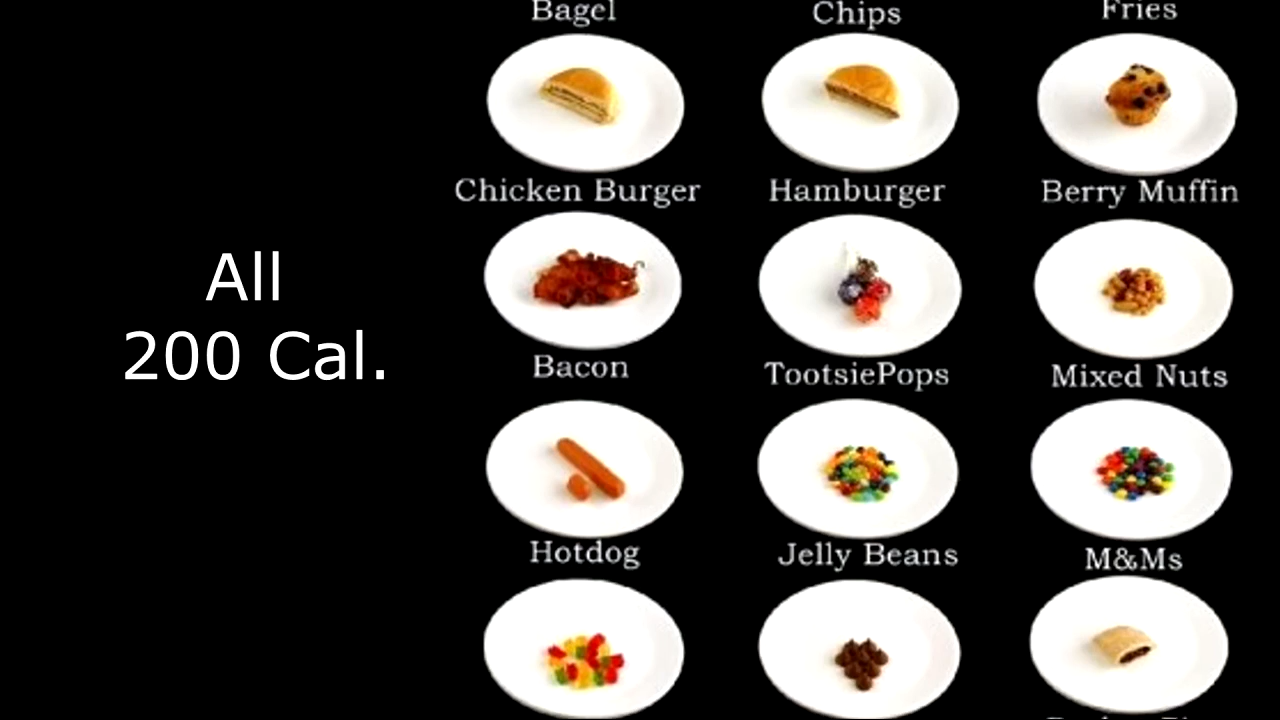 Bagel
Chips
Fries
Chicken Burger
Hamburger
Berry Muffin
All
200 Cal.
Bacon
TootsiePops
Mixed Nuts
Hotdog
Jelly Beans
M&Ms